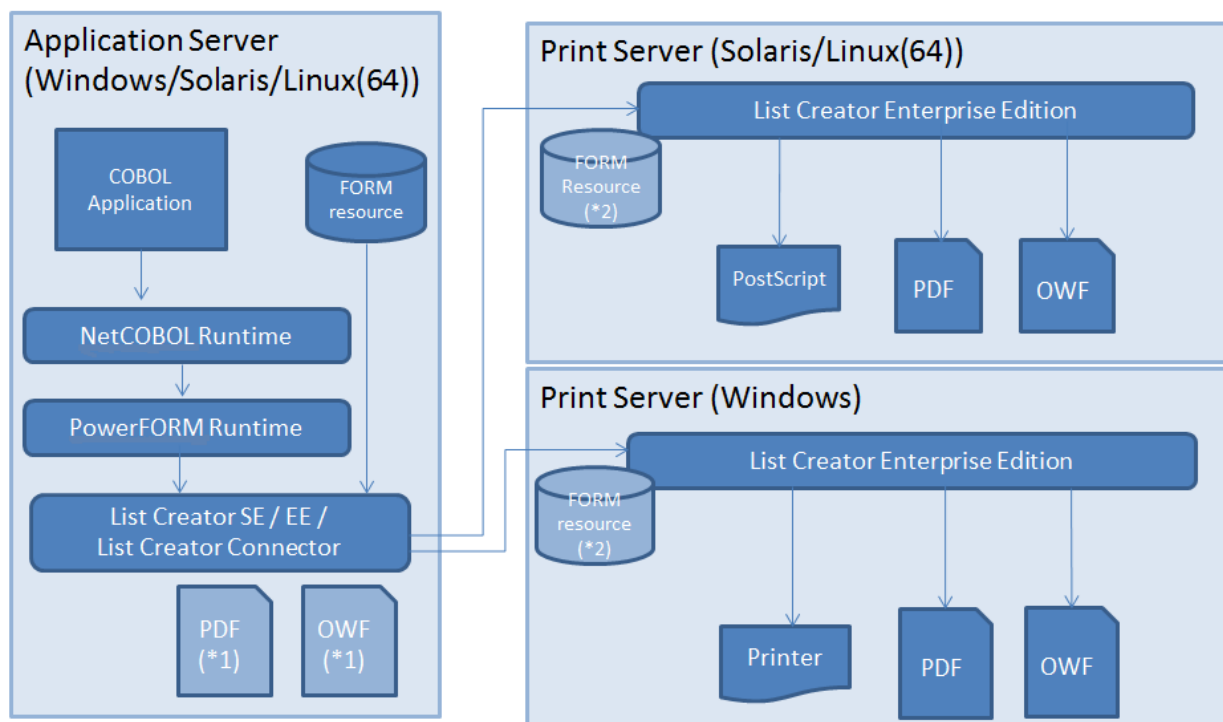 Application Server
(Windows/Solaris/Linux(64))
COBOL
Application
FORM
resource
NetCOBOL Runtime
PowerFORM Runtime
List Creator SE / EE /
List Creator Connector
PDF
(*1)
OWF
(*1)
Print Server (Solaris/Linux(64))
List Creator Enterprise Edition
FORM
Resource
(*2)
PostScript
PDF
OWF
Print Server (Windows)
List Creator Enterprise Edition
FORM
resource
(*2)
Printer
PDF
OWF